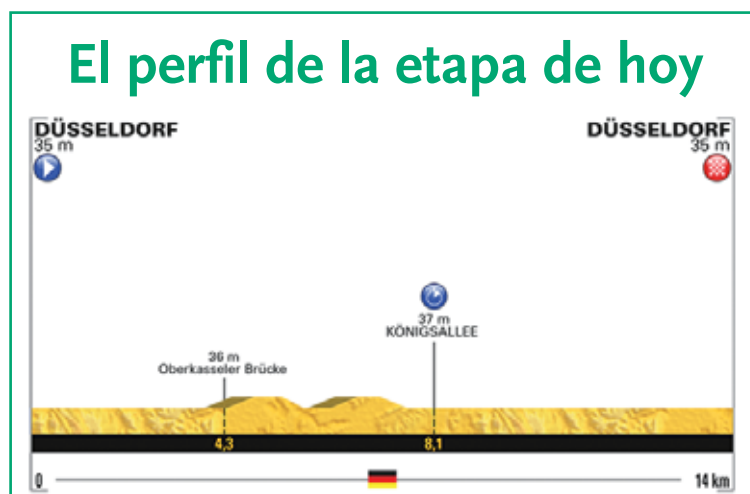 El perfil de la etapa de hoy
DÜSSELDORF
35 m
DÜSSELDORF
35 m
37 m
KÖNIGSALLEE
36 m
Oberkasseler Brücke
4,3
8,1
0
14 km